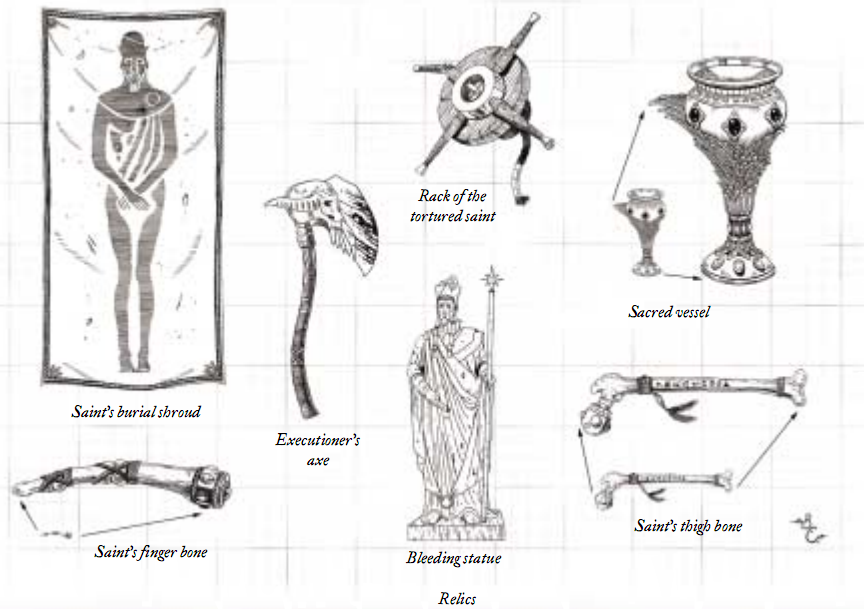 Rack of the
tortured saint
Sacred vessel
Saint's burial shroud
Executioner's
axe
Saint's finger bone
Bleeding statue
Saint's thigh bone
Relics